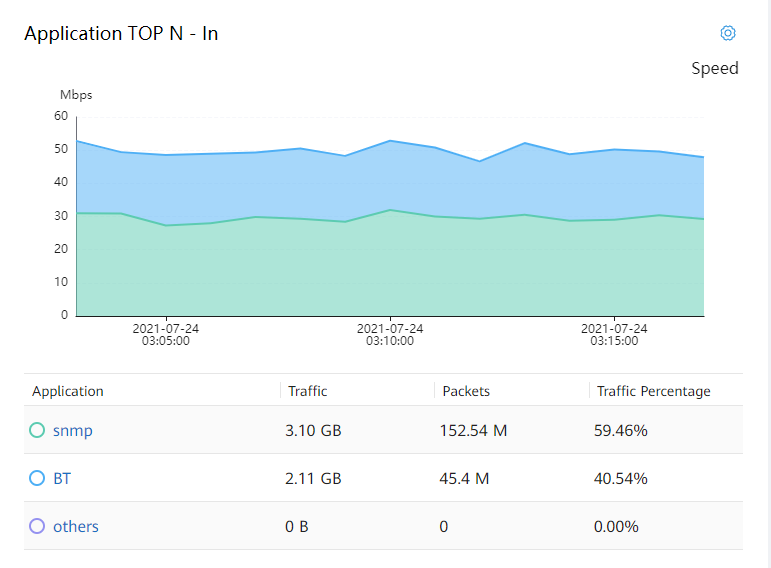 Application TOP N - In
Speed
Mbps
60
50
40
30
20
10
0
2021-07-24 2021-07-24 2021-07-24
03:05:00 03:10:00 03:15:00
Application Traffic Packets Traffic Percentage
snmp 3.10 GB 152.54 M 59.46%
BT 2.11 GB 45.4 M 40.54%
others 0 B 0 0.00%